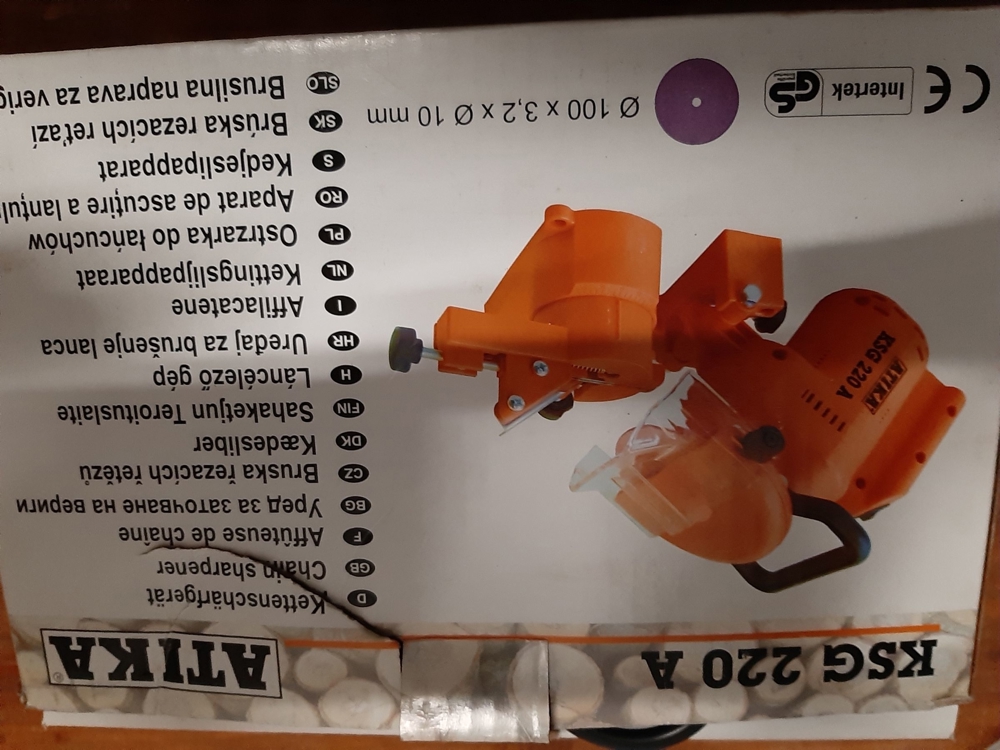 KSG 220 A
ATIKA®
D Kettenschärfgerät
GB Chain sharpener
F Affûteuse de chaîne
BG Уред за заточване на вериги
CZ Bruska řezacích řetězů
DK Kædesliber
FIN Sahaketjun Teroituslaite
H Láncélező gép
HR Uređaj za brušenje lanca
I Affilacatene
NL Kettingslijpapparaat
PL Ostrzarka do łańcuchów
RO Aparat de ascuţire a
S Kedjeslipapparat
SK Brúska rezacích reťazí
SLO Brusilna naprava za
ATIKA
KSG 220 A
Ø 100 x 3,2 x Ø 10 mm
Intertek
GS
CE